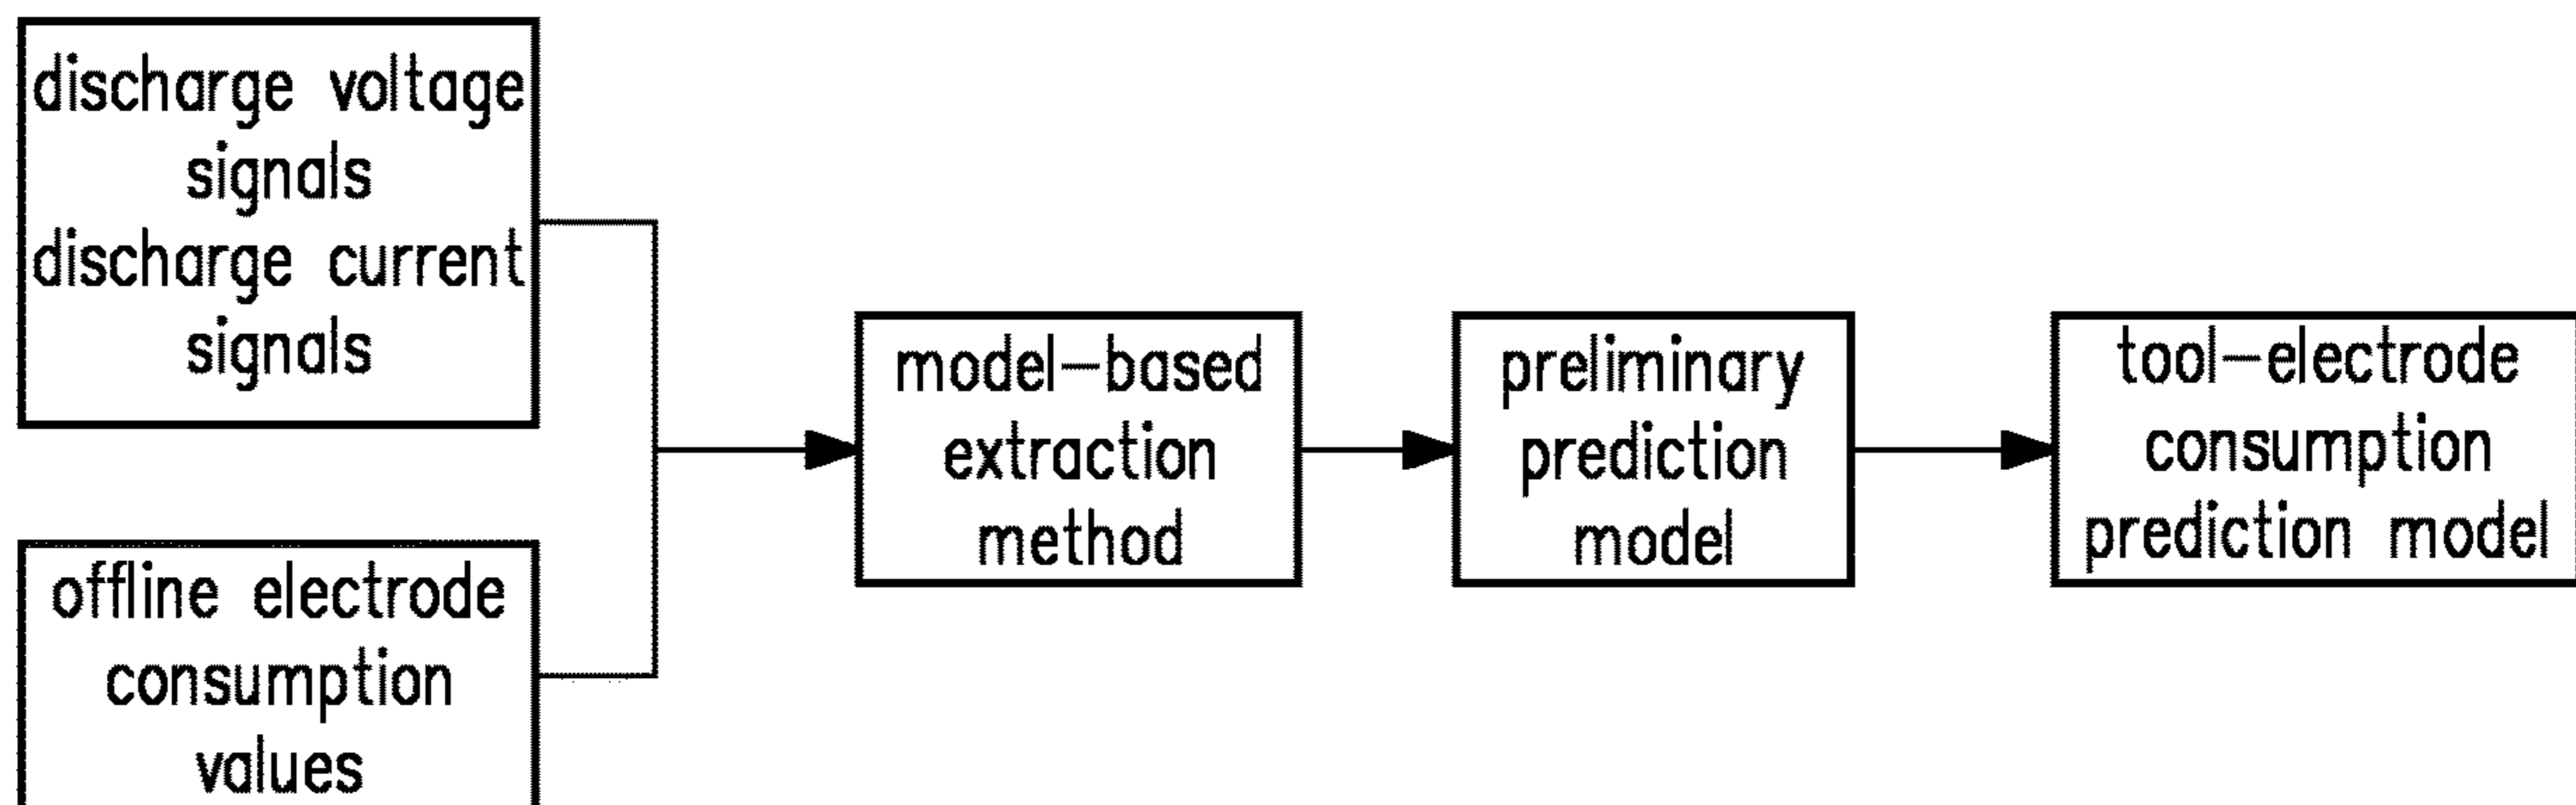 discharge voltage
signals
discharge current
signals
offline electrode
consumption
values
model-based
extraction
method
preliminary
prediction
model
tool-electrode
consumption
prediction model